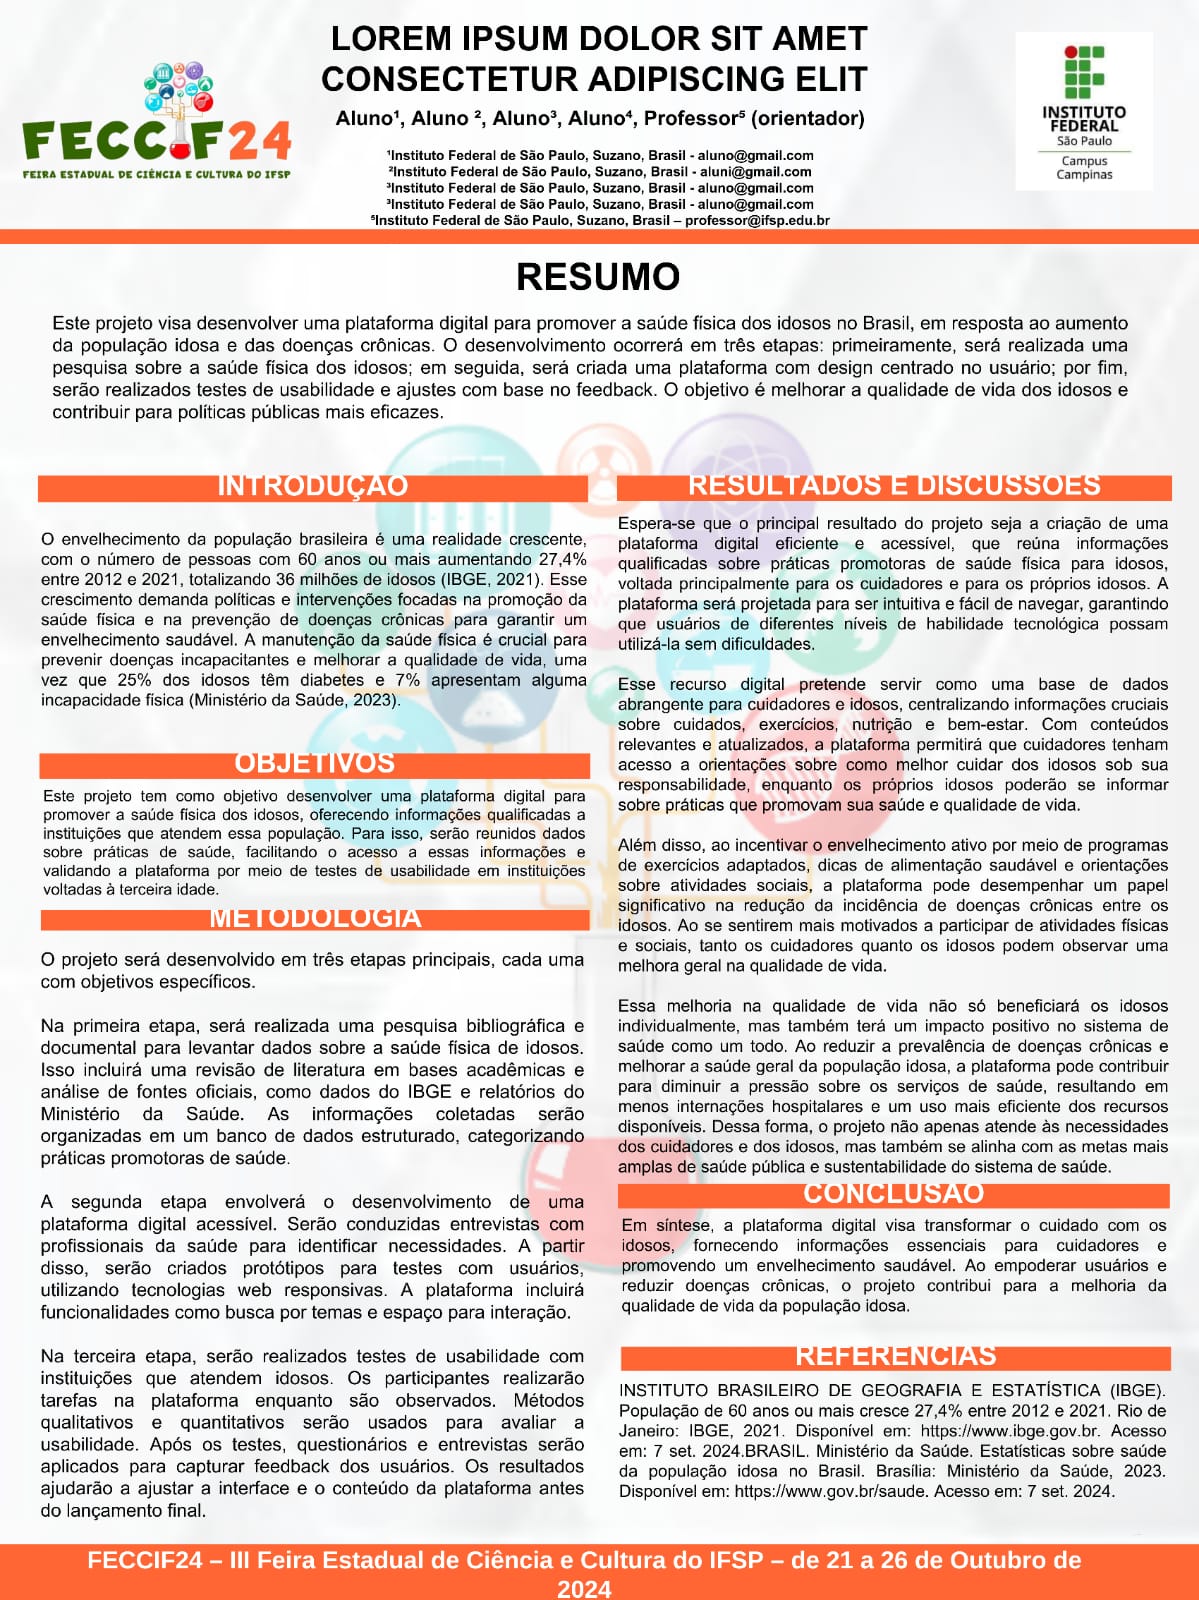 LOREM IPSUM DOLOR SIT AMET
CONSECTETUR ADIPISCING ELIT
Aluno¹, Aluno ², Aluno³, Aluno⁴, Professor⁵ (orientador)
¹Instituto Federal de São Paulo, Suzano, Brasil - aluno@gmail.com
²Instituto Federal de São Paulo, Suzano, Brasil - aluni@gmail.com
³Instituto Federal de São Paulo, Suzano, Brasil - aluno@gmail.com
³Instituto Federal de São Paulo, Suzano, Brasil - aluno@gmail.com
⁵Instituto Federal de São Paulo, Suzano, Brasil – professor@ifsp.edu.br
FECCIF24
FEIRA ESTADUAL DE CIÊNCIA E CULTURA DO IFSP
INSTITUTO
FEDERAL
São Paulo
Campus
Campinas
RESUMO
Este projeto visa desenvolver uma plataforma digital para promover a saúde física dos idosos no Brasil, em resposta ao aumento
da população idosa e das doenças crônicas. O desenvolvimento ocorrerá em três etapas: primeiramente, será realizada uma
pesquisa sobre a saúde física dos idosos; em seguida, será criada uma plataforma com design centrado no usuário; por fim,
serão realizados testes de usabilidade e ajustes com base no feedback. O objetivo é melhorar a qualidade de vida dos idosos e
contribuir para políticas públicas mais eficazes.
INTRODUÇÃO
O envelhecimento da população brasileira é uma realidade crescente,
com o número de pessoas com 60 anos ou mais aumentando 27,4%
entre 2012 e 2021, totalizando 36 milhões de idosos (IBGE, 2021). Esse
crescimento demanda políticas e intervenções focadas na promoção da
saúde física e na prevenção de doenças crônicas para garantir um
envelhecimento saudável. A manutenção da saúde física é crucial para
prevenir doenças incapacitantes e melhorar a qualidade de vida, uma
vez que 25% dos idosos têm diabetes e 7% apresentam alguma
incapacidade física (Ministério da Saúde, 2023).
OBJETIVOS
Este projeto tem como objetivo desenvolver uma plataforma digital para
promover a saúde física dos idosos, oferecendo informações qualificadas a
instituições que atendem essa população. Para isso, serão reunidos dados
sobre práticas de saúde, facilitando o acesso a essas informações e
validando a plataforma por meio de testes de usabilidade em instituições
voltadas à terceira idade.
METODOLOGIA
O projeto será desenvolvido em três etapas principais, cada uma
com objetivos específicos.
Na primeira etapa, será realizada uma pesquisa bibliográfica e
documental para levantar dados sobre a saúde física de idosos.
Isso incluirá uma revisão de literatura em bases acadêmicas e
análise de fontes oficiais, como dados do IBGE e relatórios do
Ministério da Saúde. As informações coletadas serão
organizadas em um banco de dados estruturado, categorizando
práticas promotoras de saúde.
A segunda etapa envolverá o desenvolvimento de uma
plataforma digital acessível. Serão conduzidas entrevistas com
profissionais da saúde para identificar necessidades. A partir
disso, serão criados protótipos para testes com usuários,
utilizando tecnologias web responsivas. A plataforma incluirá
funcionalidades como busca por temas e espaço para interação.
Na terceira etapa, serão realizados testes de usabilidade com
instituições que atendem idosos. Os participantes realizarão
tarefas na plataforma enquanto são observados. Métodos
qualitativos e quantitativos serão usados para avaliar a
usabilidade. Após os testes, questionários e entrevistas serão
aplicados para capturar feedback dos usuários. Os resultados
ajudarão a ajustar a interface e o conteúdo da plataforma antes
do lançamento final.
RESULTADOS E DISCUSSÕES
Espera-se que o principal resultado do projeto seja a criação de uma
plataforma digital eficiente e acessível, que reúna informações
qualificadas sobre práticas promotoras de saúde física para idosos,
voltada principalmente para os cuidadores e para os próprios idosos. A
plataforma será projetada para ser intuitiva e fácil de navegar, garantindo
que usuários de diferentes níveis de habilidade tecnológica possam
utilizá-la sem dificuldades.
Esse recurso digital pretende servir como uma base de dados
abrangente para cuidadores e idosos, centralizando informações cruciais
sobre cuidados, exercícios, nutrição e bem-estar. Com conteúdos
relevantes e atualizados, a plataforma permitirá que cuidadores tenham
acesso a orientações sobre como melhor cuidar dos idosos sob sua
responsabilidade, enquanto os próprios idosos poderão se informar
sobre práticas que promovam sua saúde e qualidade de vida.
Além disso, ao incentivar o envelhecimento ativo por meio de programas
de exercícios adaptados, dicas de alimentação saudável e orientações
sobre atividades sociais, a plataforma pode desempenhar um papel
significativo na redução da incidência de doenças crônicas entre os
idosos. Ao se sentirem mais motivados a participar de atividades físicas
e sociais, tanto os cuidadores quanto os idosos podem observar uma
melhora geral na qualidade de vida.
Essa melhoria na qualidade de vida não só beneficiará os idosos
individualmente, mas também terá um impacto positivo no sistema de
saúde como um todo. Ao reduzir a prevalência de doenças crônicas e
melhorar a saúde geral da população idosa, a plataforma pode contribuir
para diminuir a pressão sobre os serviços de saúde, resultando em
menos internações hospitalares e um uso mais eficiente dos recursos
disponíveis. Dessa forma, o projeto não apenas atende às necessidades
dos cuidadores e dos idosos, mas também se alinha com as metas mais
amplas de saúde pública e sustentabilidade do sistema de saúde.
CONCLUSÃO
Em síntese, a plataforma digital visa transformar o cuidado com os
idosos, fornecendo informações essenciais para cuidadores e
promovendo um envelhecimento saudável. Ao empoderar usuários e
reduzir doenças crônicas, o projeto contribui para a melhoria da
qualidade de vida da população idosa.
REFERÊNCIAS
INSTITUTO BRASILEIRO DE GEOGRAFIA E ESTATÍSTICA (IBGE).
População de 60 anos ou mais cresce 27,4% entre 2012 e 2021. Rio de
Janeiro: IBGE, 2021. Disponível em: https://www.ibge.gov.br. Acesso
em: 7 set. 2024.BRASIL. Ministério da Saúde. Estatísticas sobre saúde
da população idosa no Brasil. Brasília: Ministério da Saúde, 2023.
Disponível em: https://www.gov.br/saude. Acesso em: 7 set. 2024.
FECCIF24 – III Feira Estadual de Ciência e Cultura do IFSP – de 21 a 26 de Outubro de
2024